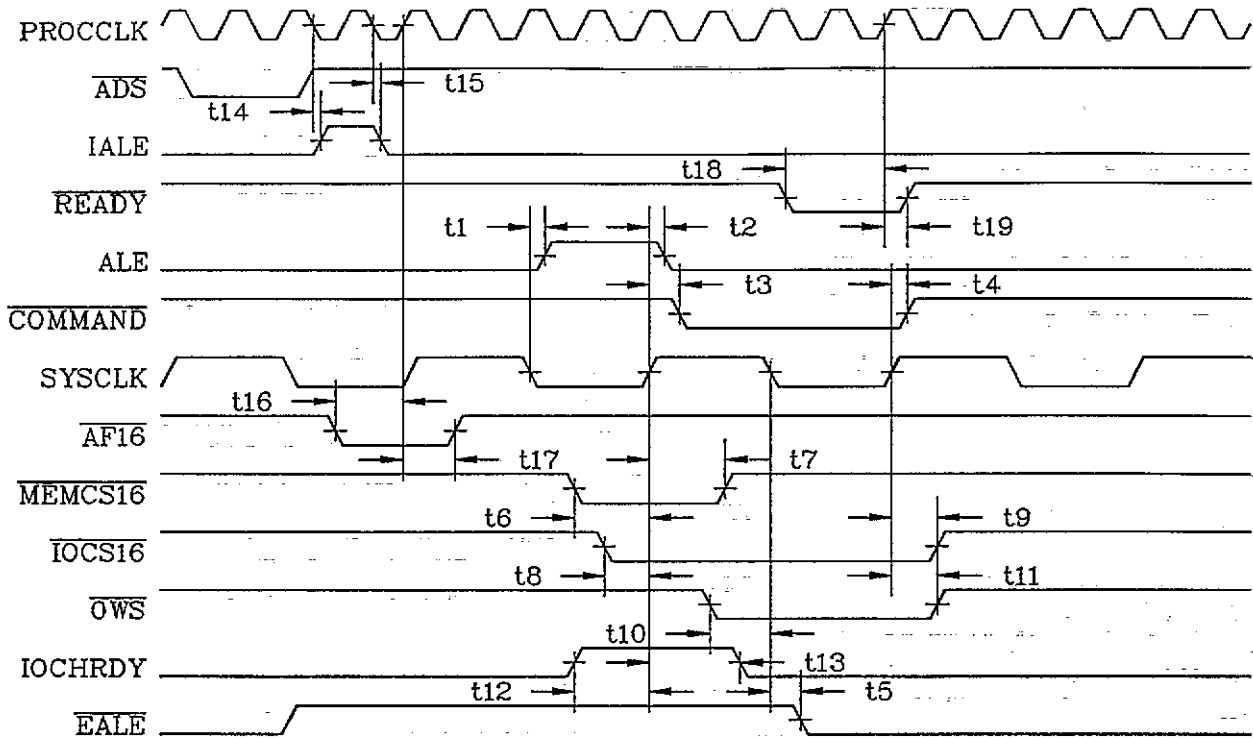 PROCCLK
ADS
t15
t14
IALE
t18
READY
t1
t2
t19
ALE
t3
t4
COMMAND
SYSCLK
t16
AF16
t17
t7
MEMCS16
t6
t9
IOCS16
t8
t11
OWS
t10
IOCHRDY
t13
t12
t5
EALE